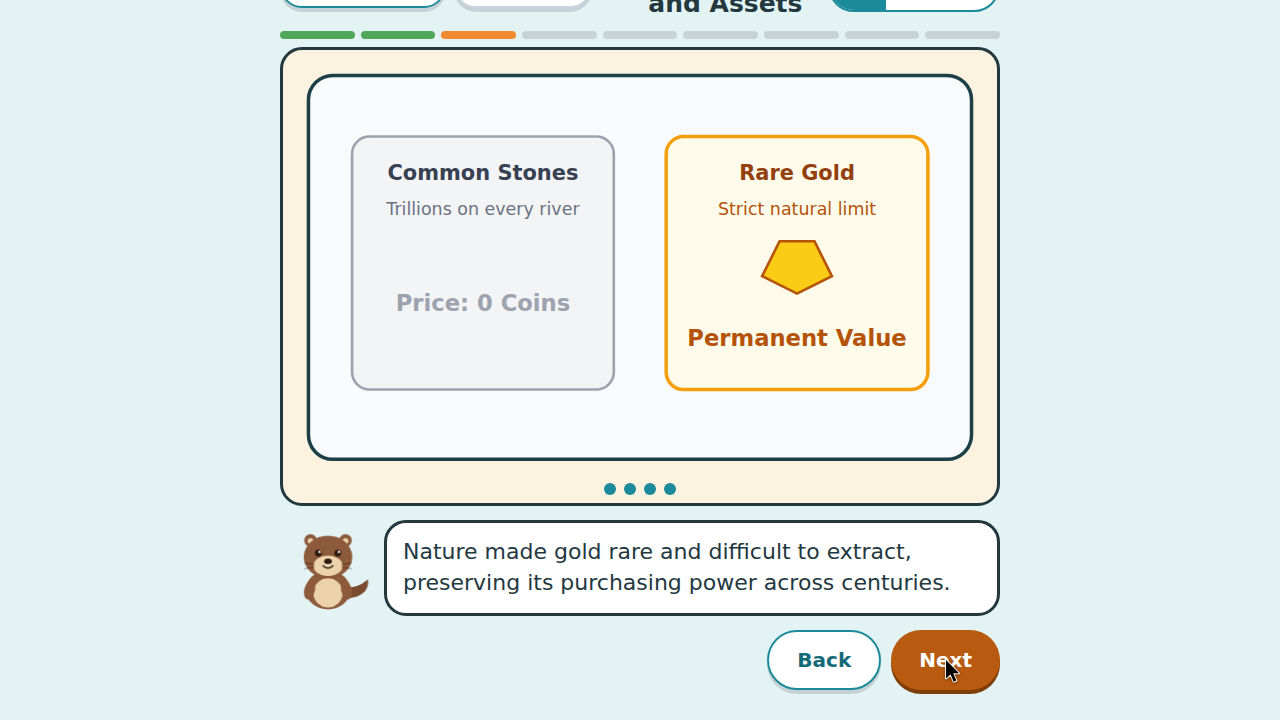 and Assets
Common Stones
Trillions on every river
Price: 0 Coins
Rare Gold
Strict natural limit
Permanent Value
Nature made gold rare and difficult to extract,
preserving its purchasing power across centuries.
Back
Next